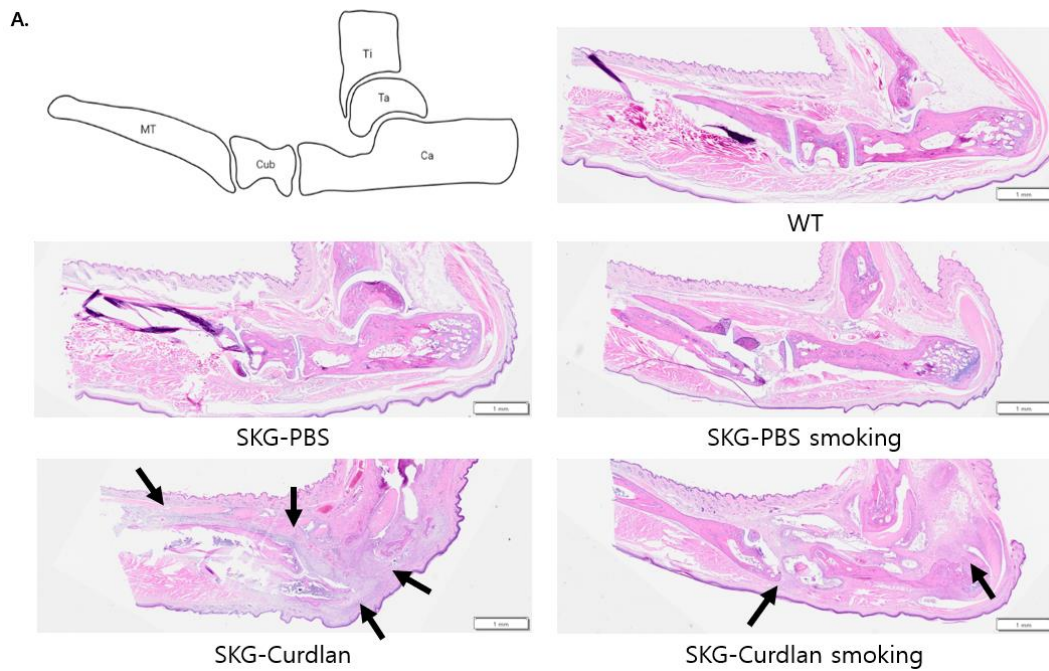 A.
Ti
Ta
MT
Cub
Ca
1 mm
WT
1 mm
SKG-PBS
1 mm
SKG-PBS smoking
1 mm
SKG-Curdlan
1 mm
SKG-Curdlan smoking